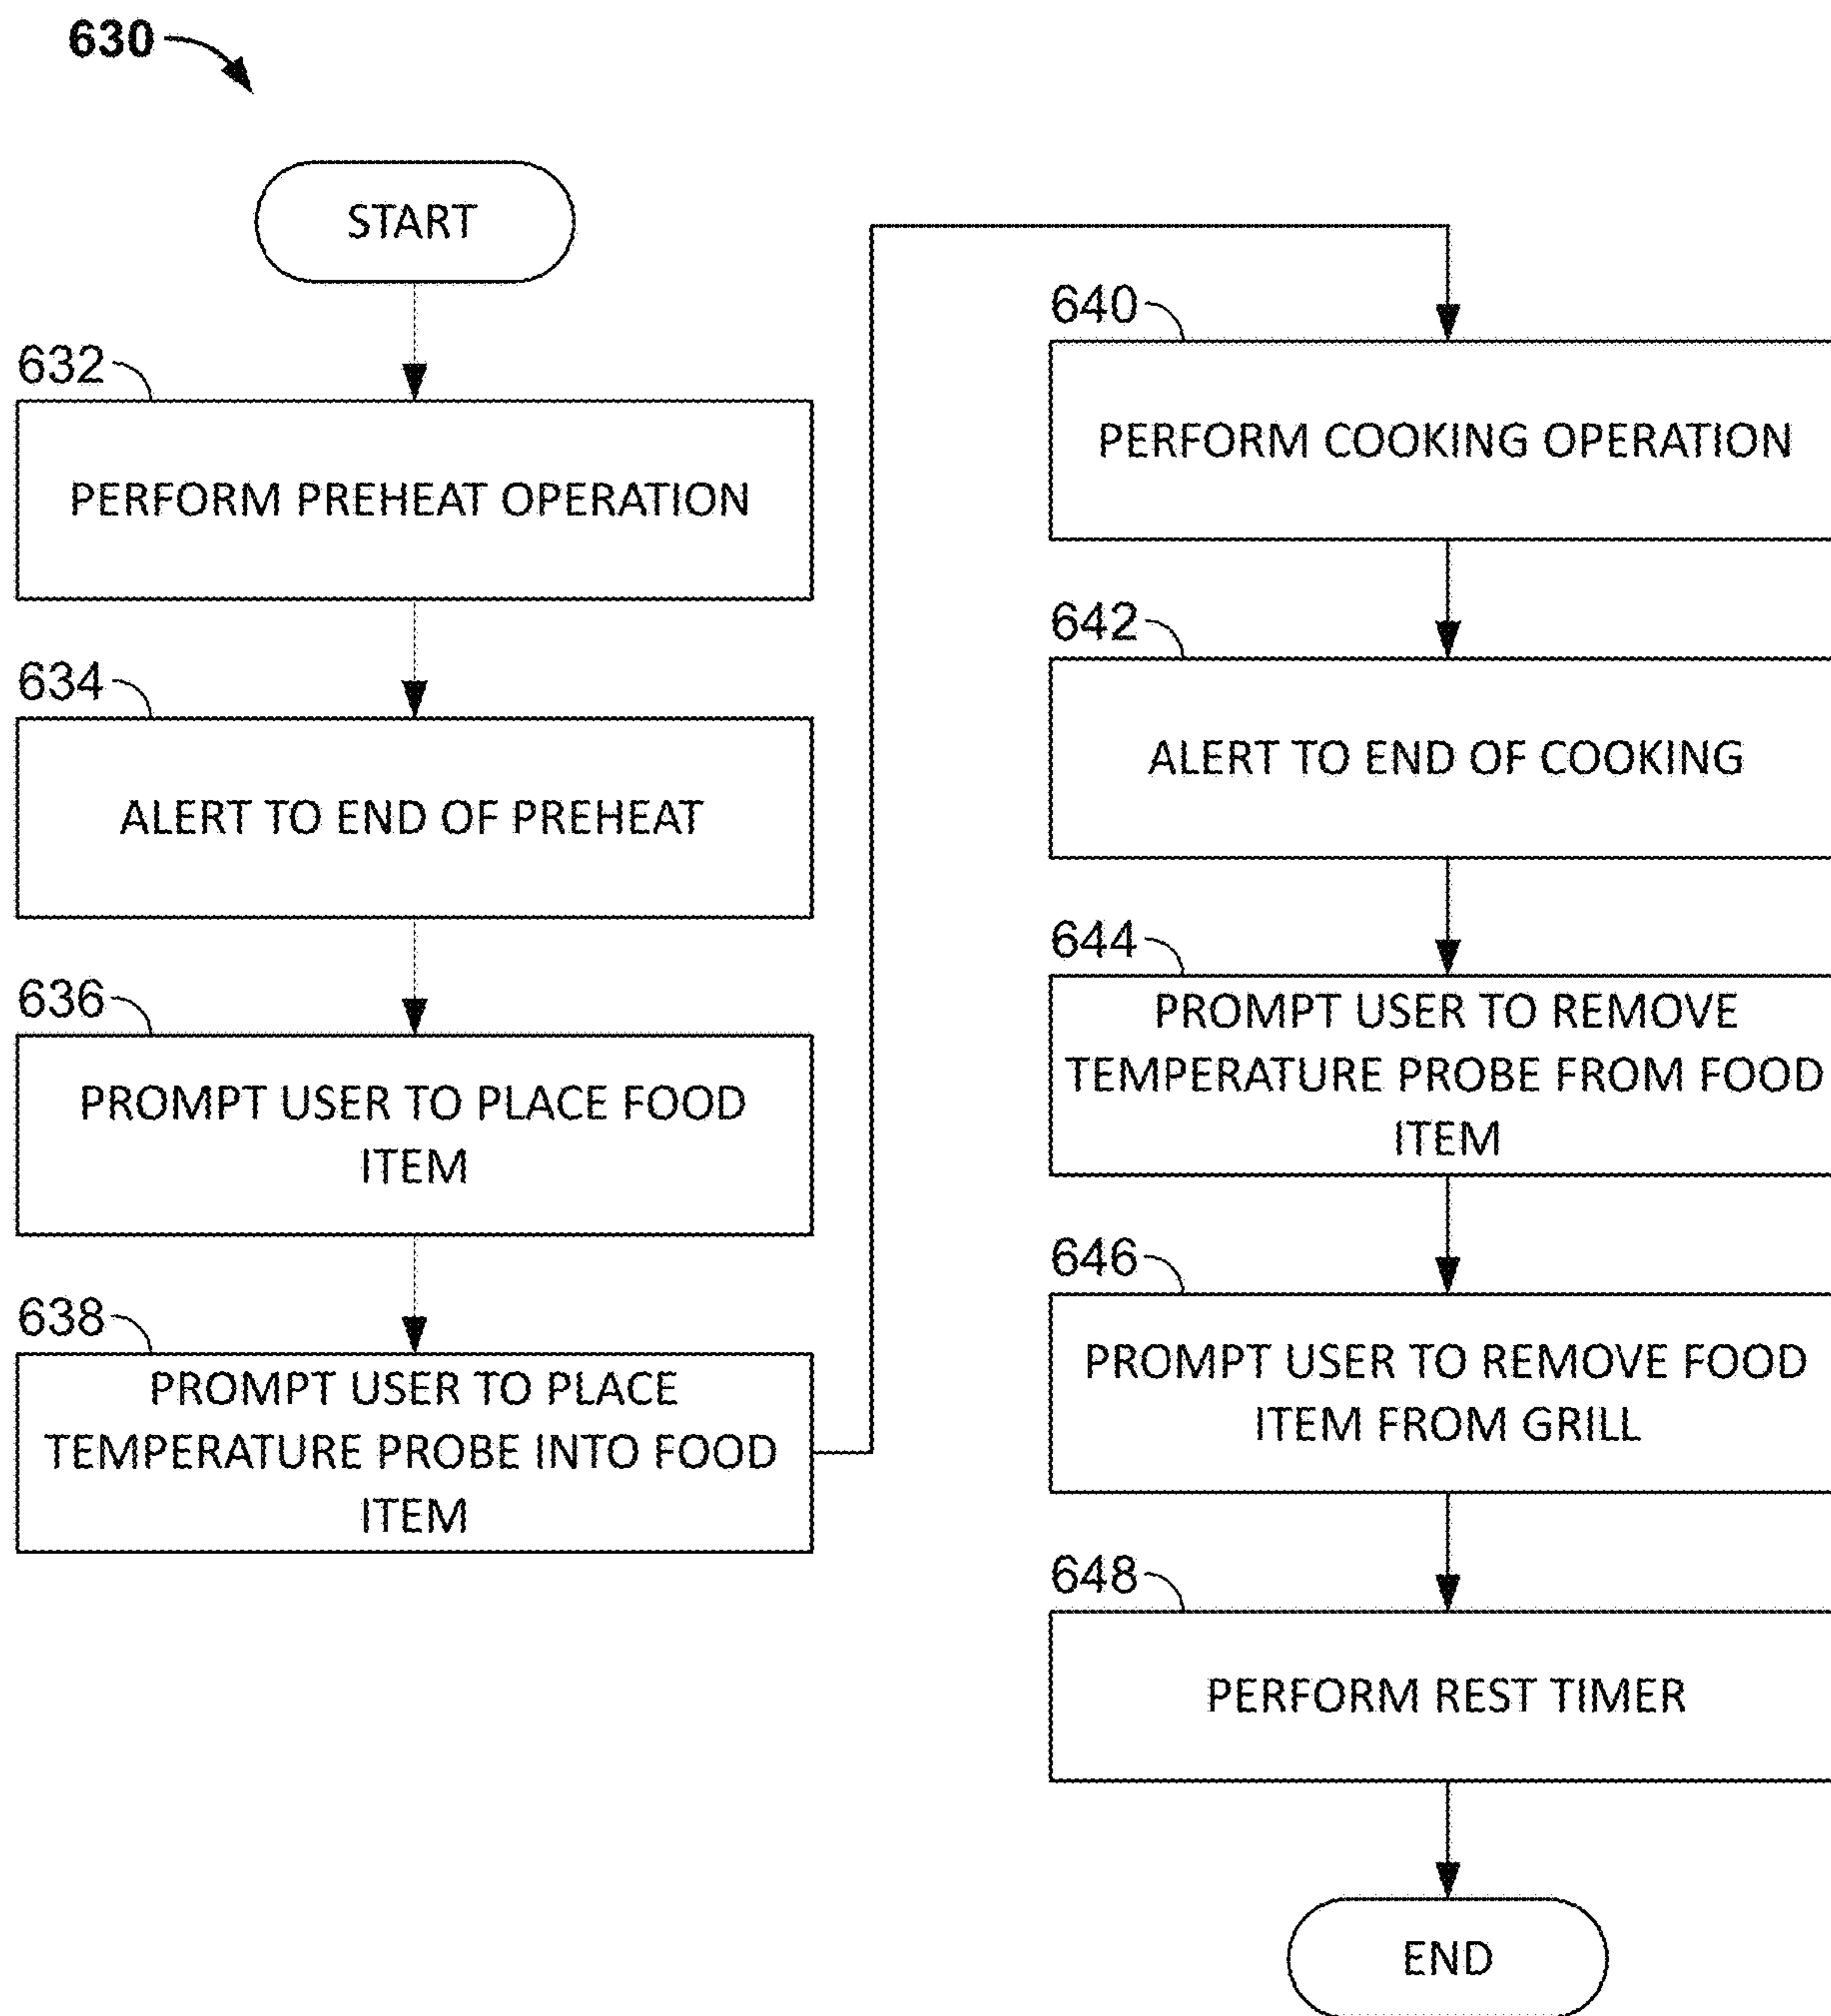 630
START
632
PERFORM PREHEAT OPERATION
634
ALERT TO END OF PREHEAT
636
PROMPT USER TO PLACE FOOD
ITEM
638
PROMPT USER TO PLACE
TEMPERATURE PROBE INTO FOOD
ITEM
640
PERFORM COOKING OPERATION
642
ALERT TO END OF COOKING
644
PROMPT USER TO REMOVE
TEMPERATURE PROBE FROM FOOD
ITEM
646
PROMPT USER TO REMOVE FOOD
ITEM FROM GRILL
648
PERFORM REST TIMER
END